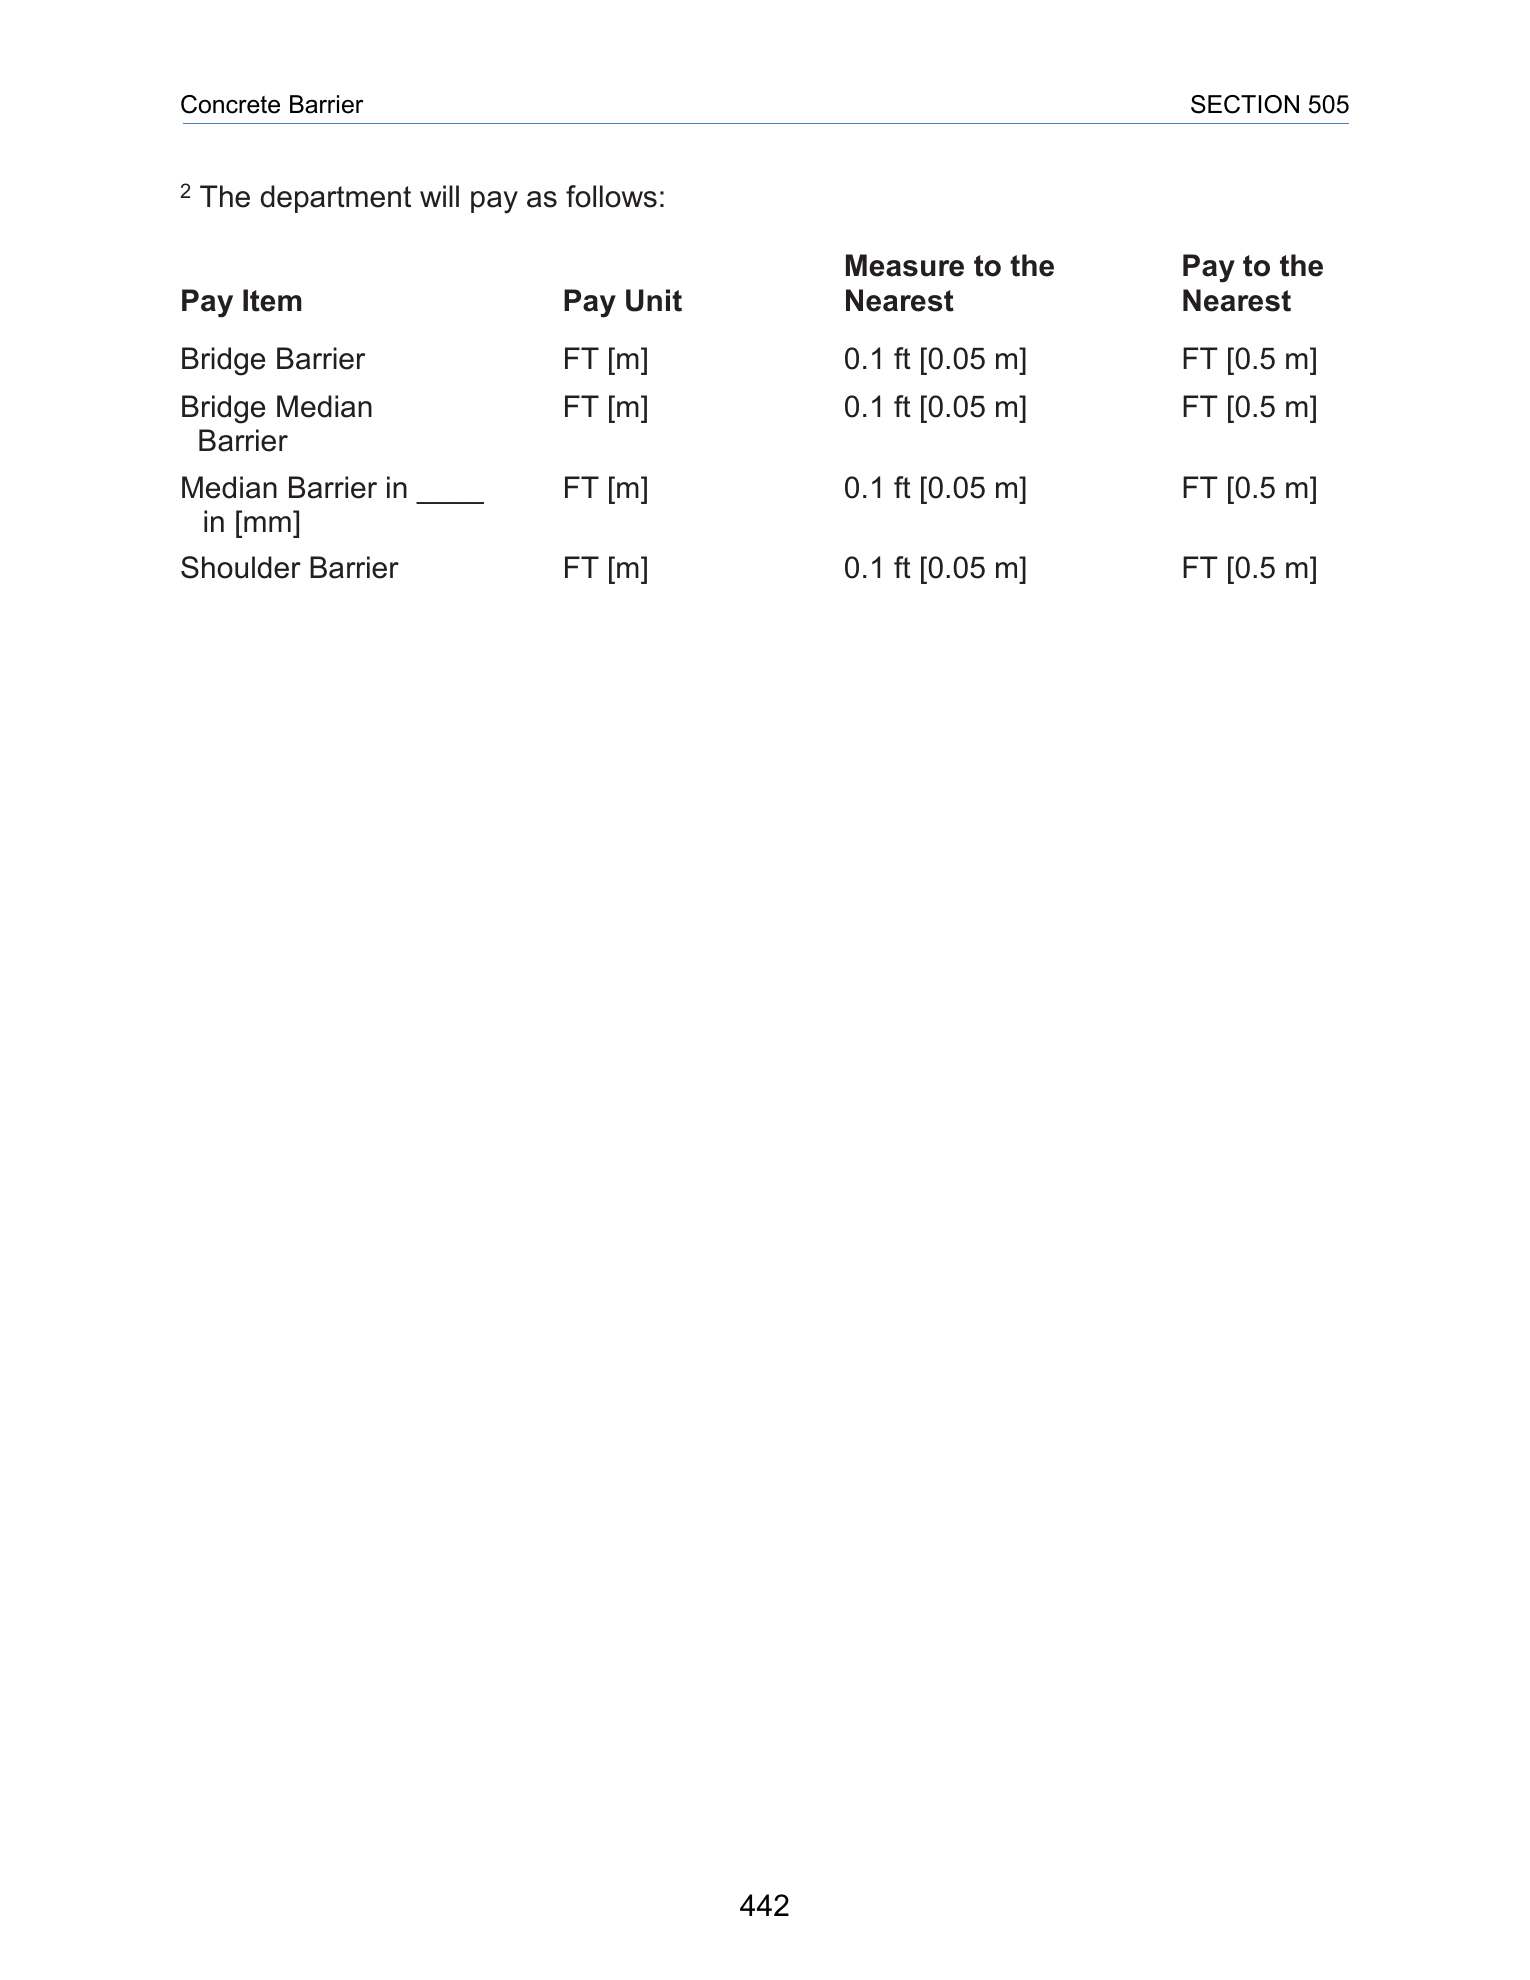 Concrete Barrier SECTION 505
2 The department will pay as follows:
Measure to the Pay to the
Pay Item Pay Unit Nearest Nearest
Bridge Barrier FT [m] 0.1 ft [0.05 m] FT [0.5 m]
Bridge Median FT [m] 0.1 ft [0.05 m] FT [0.5 m]
Barrier
Median Barrier in ____ FT [m] 0.1 ft [0.05 m] FT [0.5 m]
in [mm]
Shoulder Barrier FT [m] 0.1 ft [0.05 m] FT [0.5 m]
442